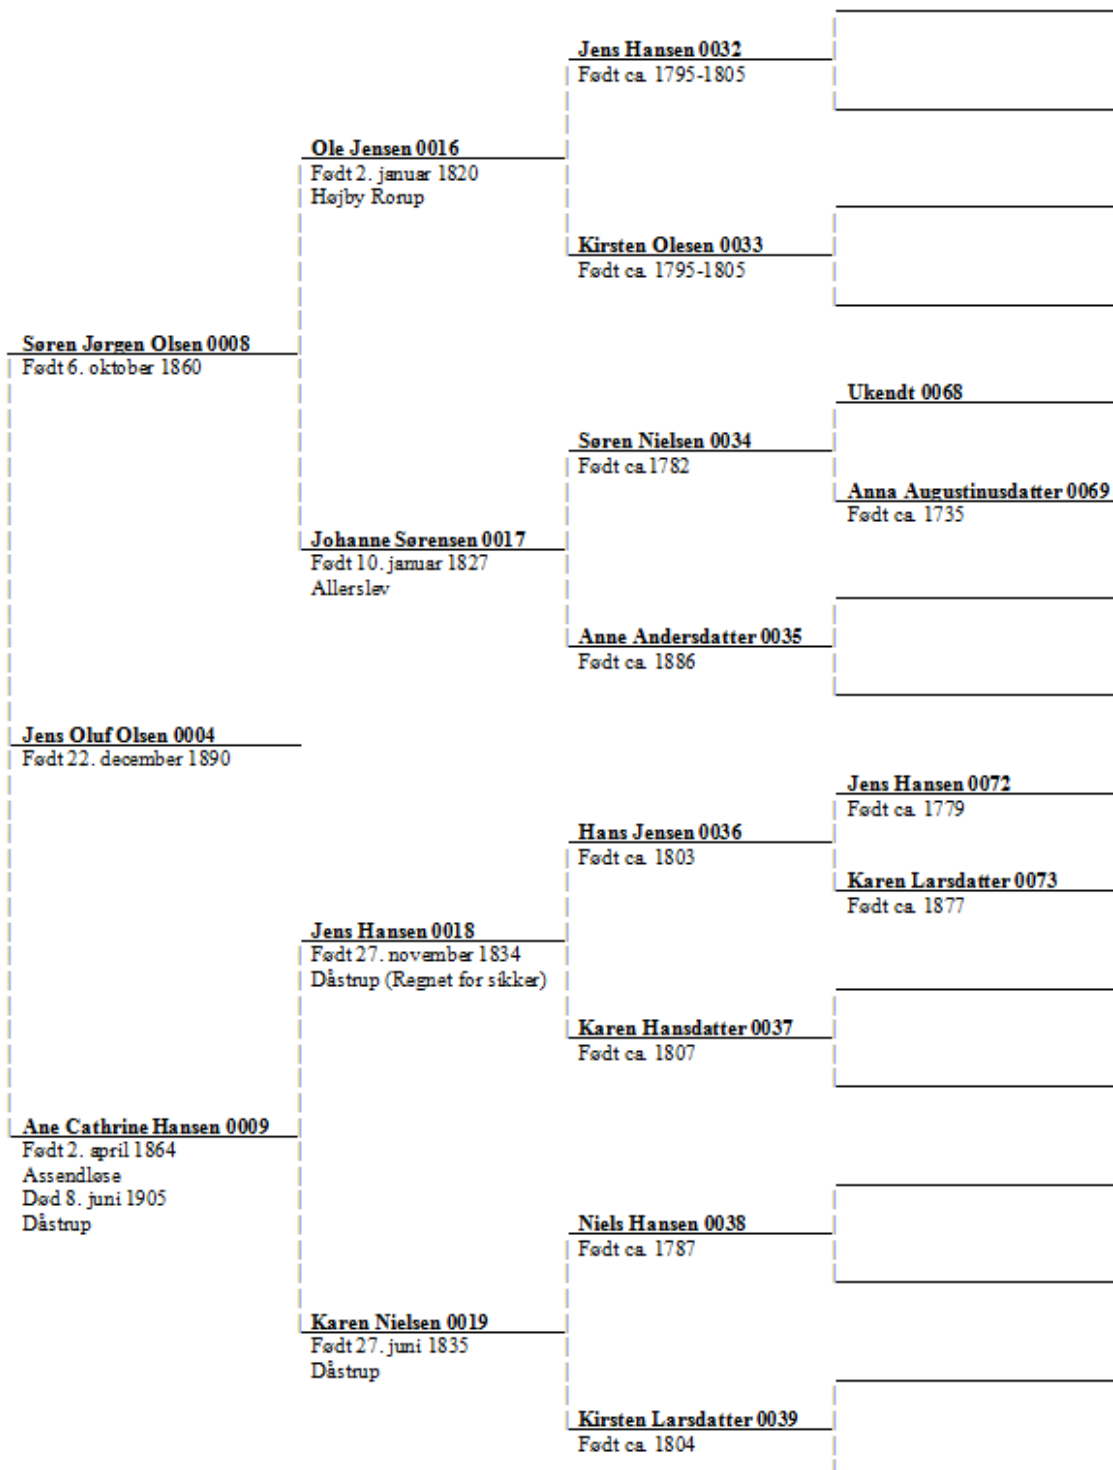 Jens Hansen 0032
Født ca. 1795-1805
Ole Jensen 0016
Født 2. januar 1820
Højby Rorup
Kirsten Olesen 0033
Født ca. 1795-1805
Søren Jørgen Olsen 0008
Født 6. oktober 1860
Ukendt 0068
Søren Nielsen 0034
Født ca.1782
Anna Augustinusdatter 0069
Født ca. 1735
Johanne Sørensen 0017
Født 10. januar 1827
Allerslev
Anne Andersdatter 0035
Født ca. 1886
Jens Oluf Olsen 0004
Født 22. december 1890
Jens Hansen 0072
Født ca. 1779
Hans Jensen 0036
Født ca. 1803
Karen Larsdatter 0073
Født ca. 1877
Jens Hansen 0018
Født 27. november 1834
Dåstrup (Regnet for sikker)
Karen Hansdatter 0037
Født ca. 1807
Ane Cathrine Hansen 0009
Født 2. april 1864
Assendløse
Død 8. juni 1905
Dåstrup
Niels Hansen 0038
Født ca. 1787
Karen Nielsen 0019
Født 27. juni 1835
Dåstrup
Kirsten Larsdatter 0039
Født ca. 1804